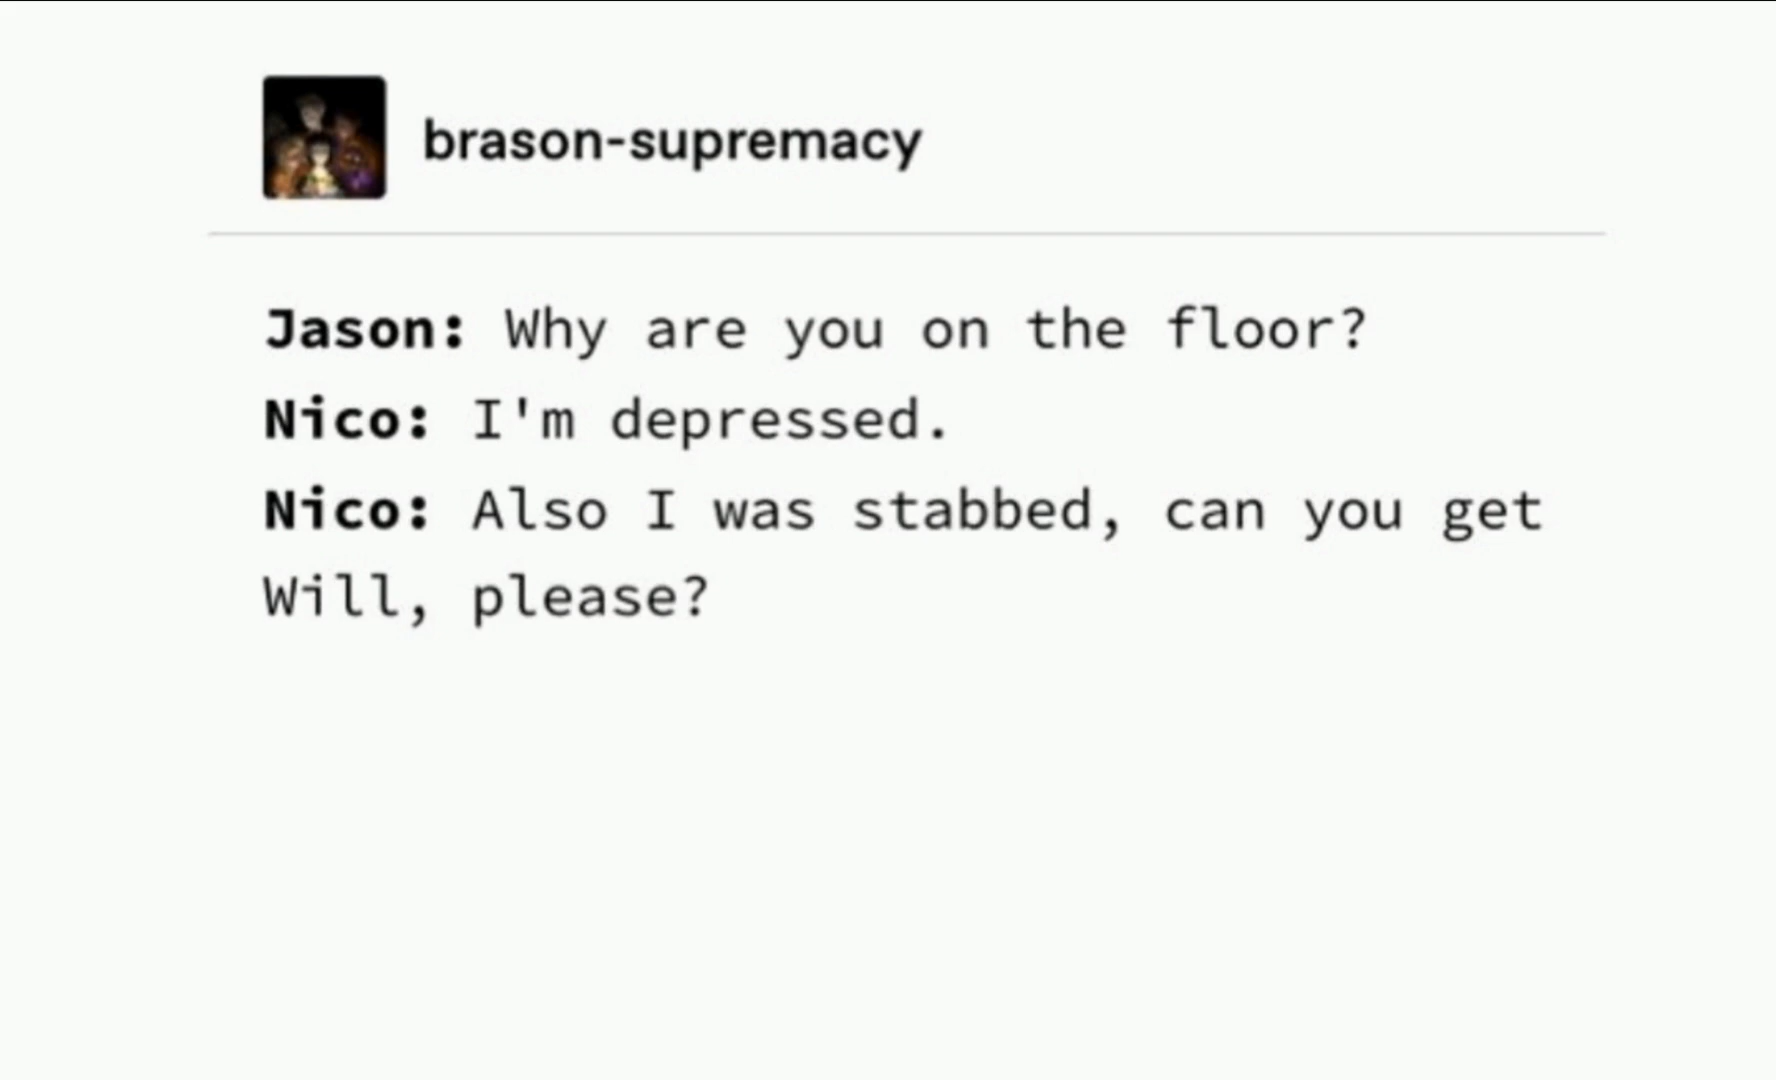 brason-supremacy
Jason: Why are you on the floor?
Nico: I'm depressed.
Nico: Also I was stabbed, can you get
Will, please?